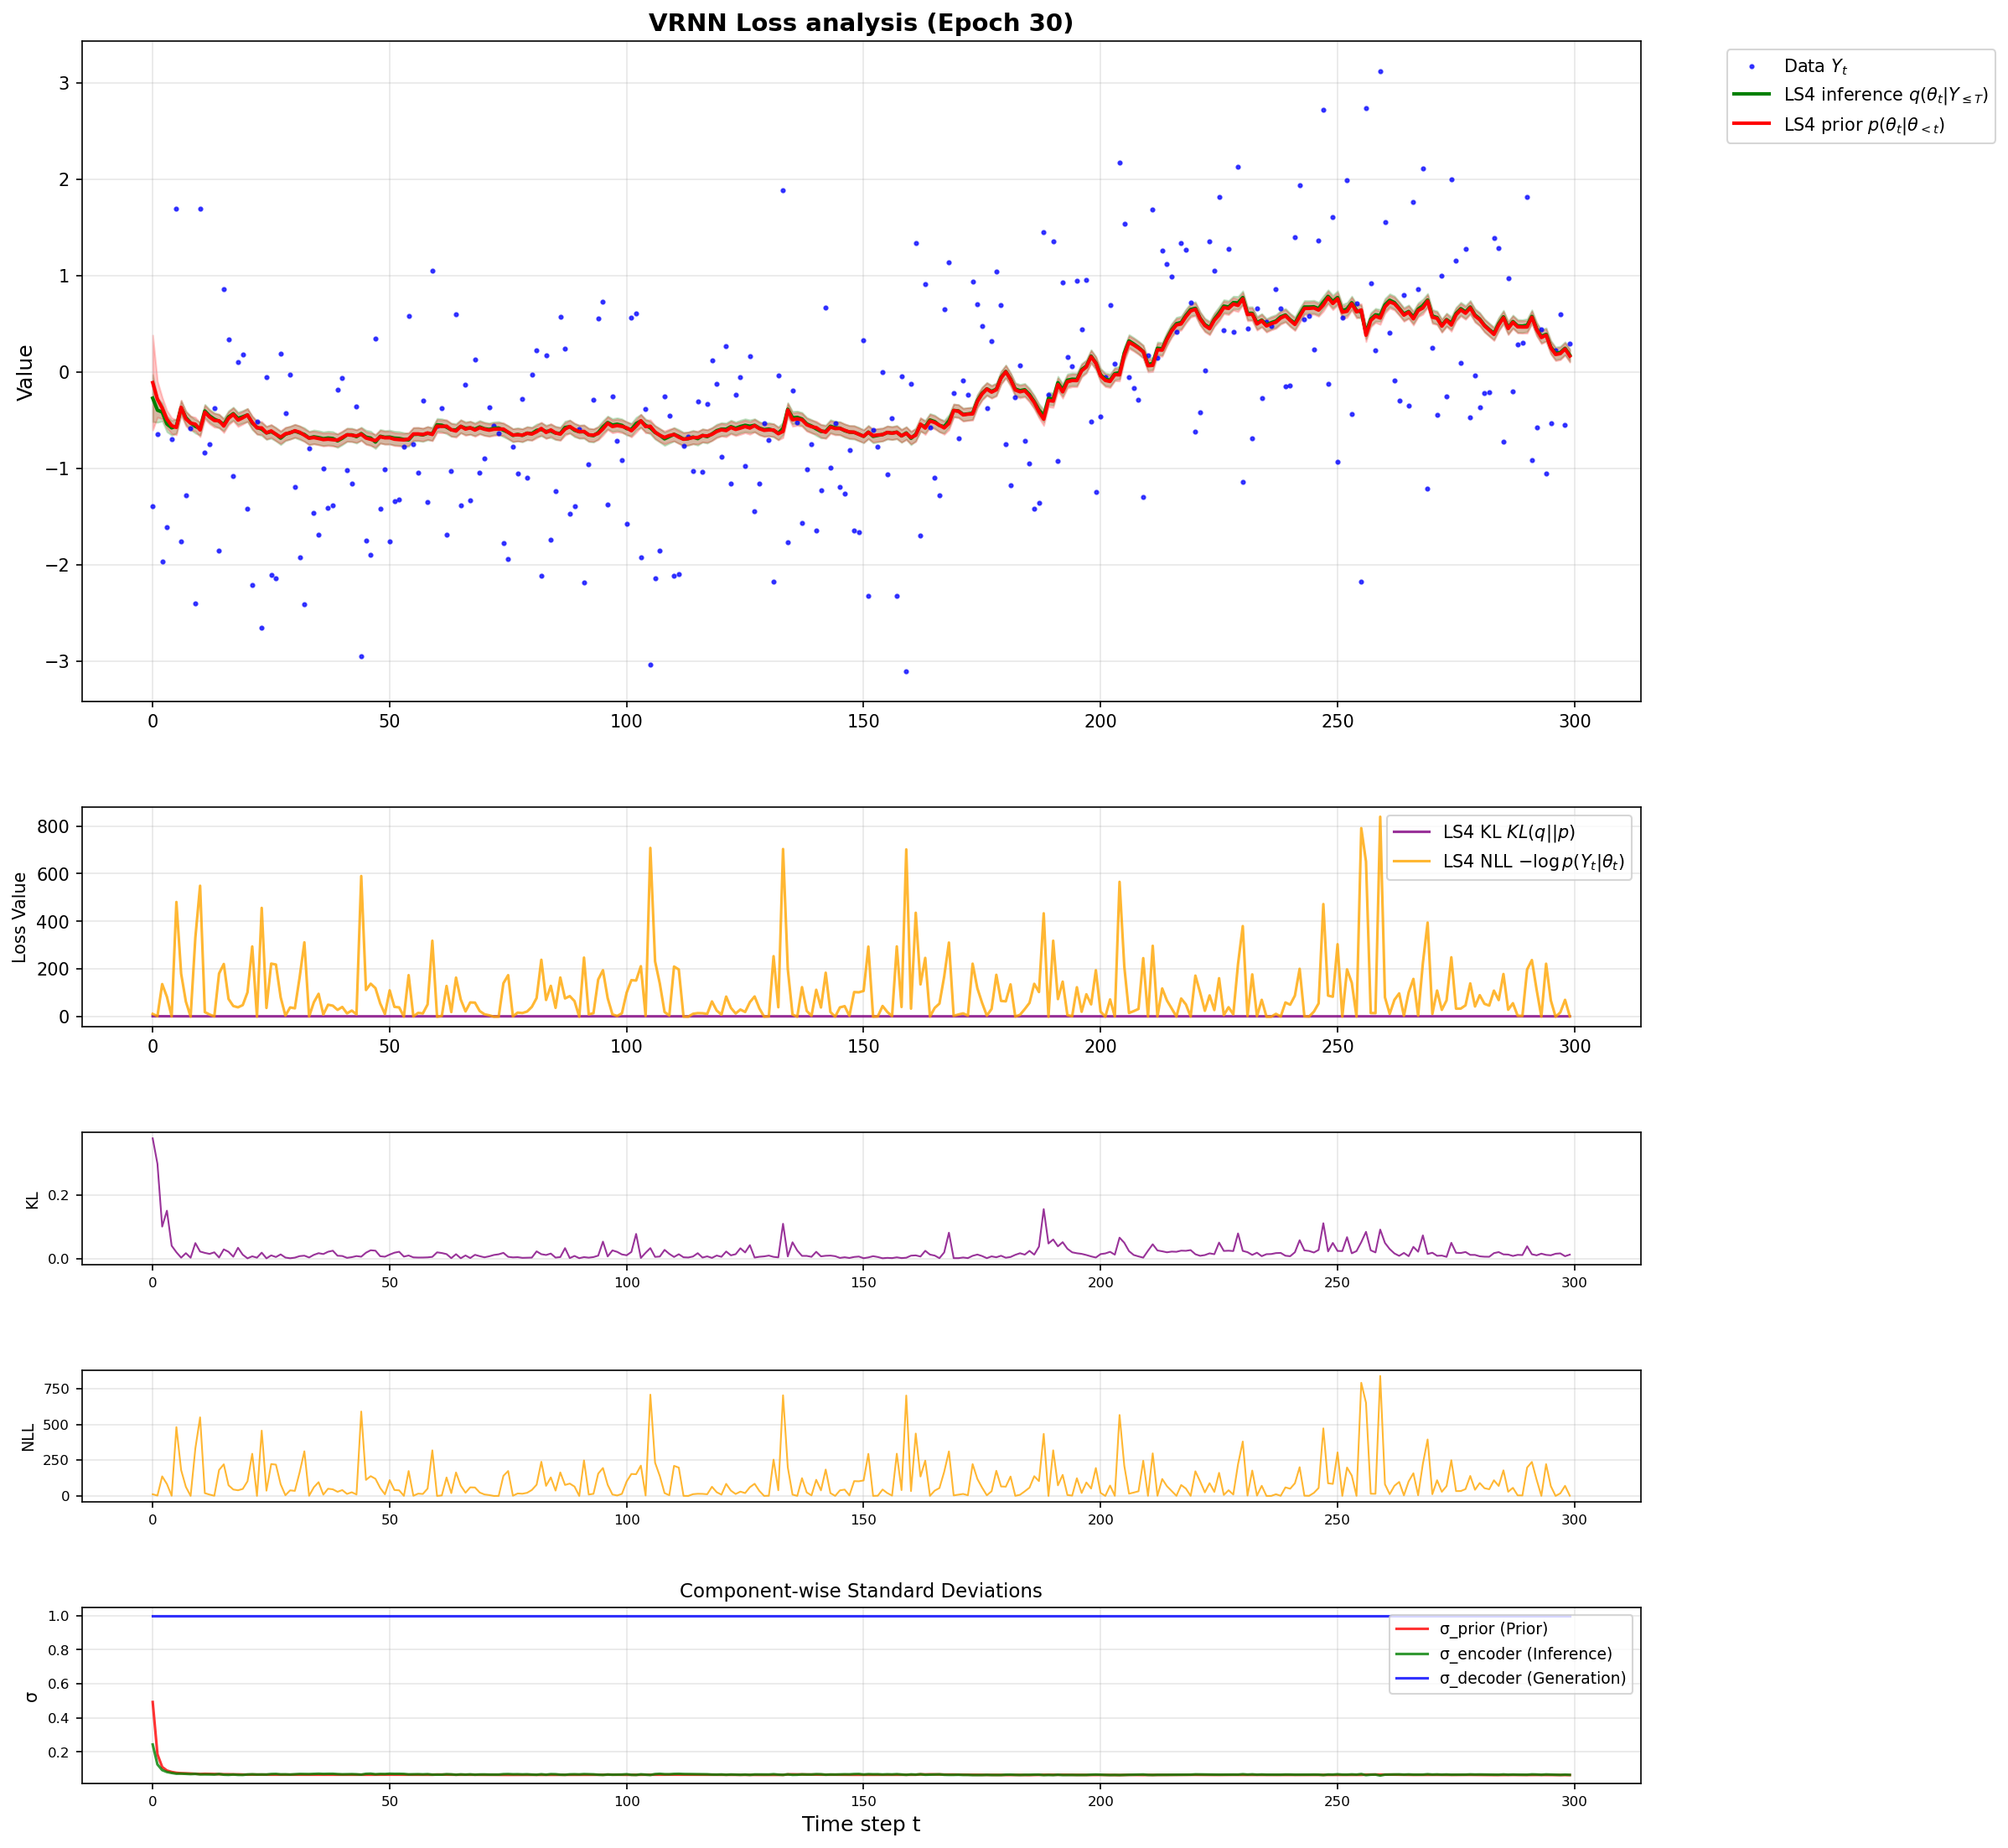 VRNN Loss analysis (Epoch 30)
Value
3
2
1
0
−1
−2
−3
0 50 100 150 200 250 300
Data Y_t
LS4 inference q(θ_t|Y_{≤T})
LS4 prior p(θ_t|θ_{<t})
Loss Value
800
600
400
200
0
0 50 100 150 200 250 300
LS4 KL KL(q||p)
LS4 NLL −log p(Y_t|θ_t)
KL
0.2
0.0
0 50 100 150 200 250 300
NLL
750
500
250
0
0 50 100 150 200 250 300
Component-wise Standard Deviations
σ
1.0
0.8
0.6
0.4
0.2
σ_prior (Prior)
σ_encoder (Inference)
σ_decoder (Generation)
0 50 100 150 200 250 300
Time step t